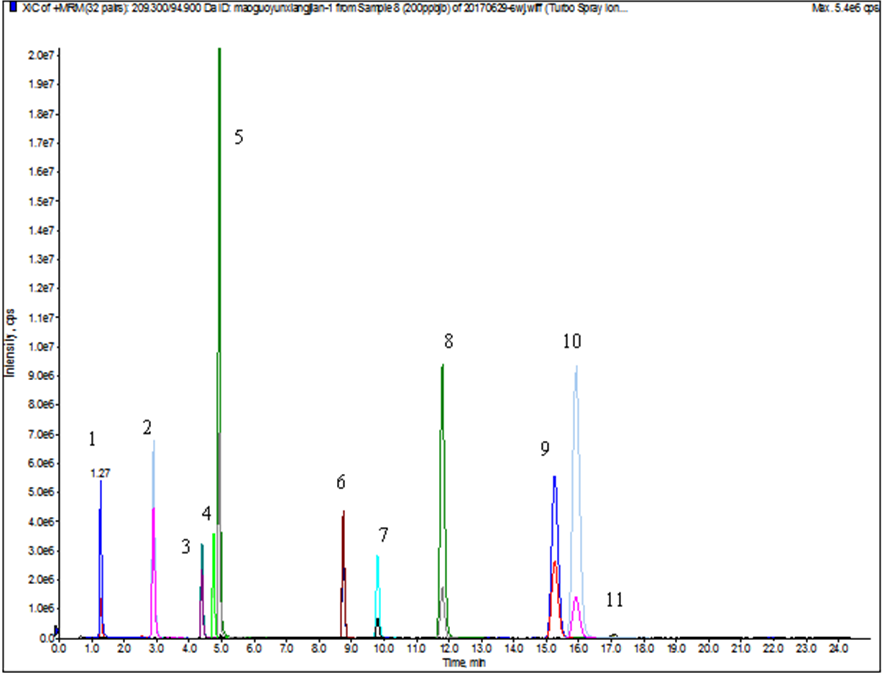 XIC of +MRM (32 pairs): 209.300/94.900 Da ID: maoguoyunxiangjian-1 from Sample 8 (200ppbjb) of 20170629-swj.wiff (Turbo Spray Ion... Max. 5.4e6 cps
2.0e7
1.9e7
1.8e7
1.7e7
1.6e7
1.5e7
1.4e7
1.3e7
1.2e7
1.1e7
1.0e7
9.0e6
8.0e6
7.0e6
6.0e6
5.0e6
4.0e6
3.0e6
2.0e6
1.0e6
0.0
Intensity, cps
1
1.27
2
3
4
5
6
7
8
9
10
11
0.0 1.0 2.0 3.0 4.0 5.0 6.0 7.0 8.0 9.0 10.0 11.0 12.0 13.0 14.0 15.0 16.0 17.0 18.0 19.0 20.0 21.0 22.0 23.0 24.0
Time, min